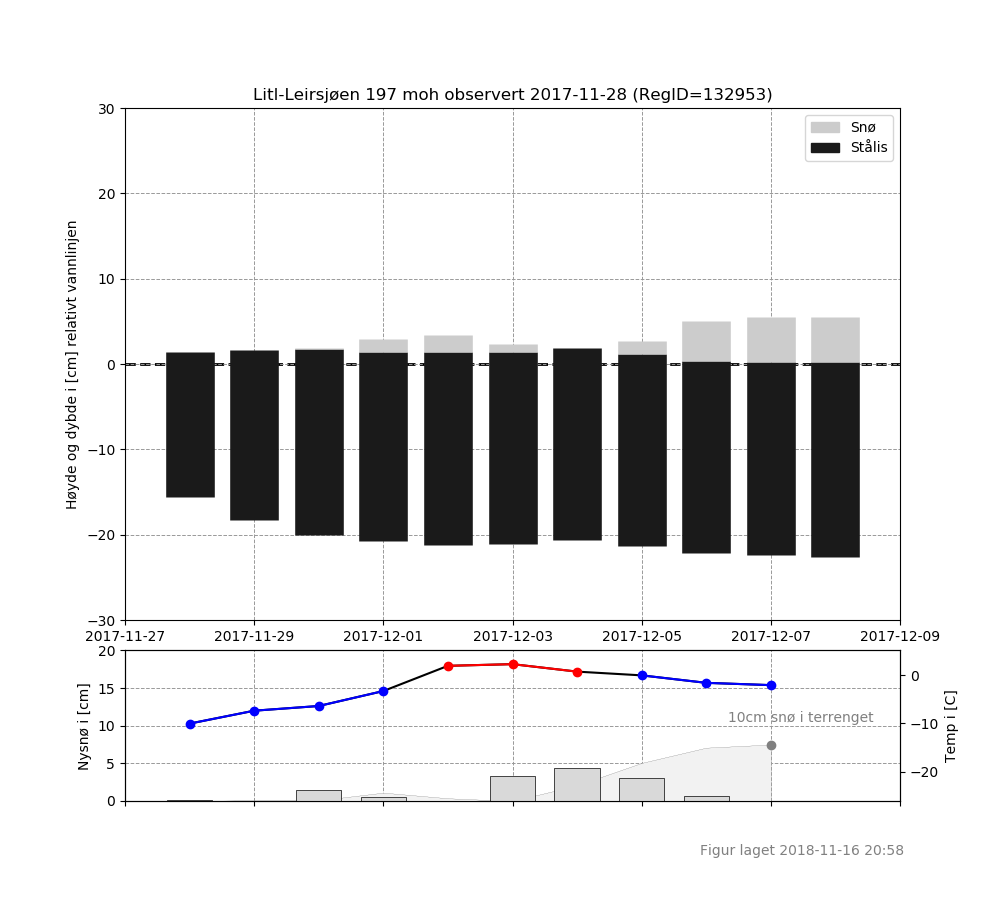 Litl-Leirsjøen 197 moh observert 2017-11-28 (RegID=132953)
Snø
Stålis
Høyde og dybde i [cm] relativt vannlinjen
30
20
10
0
−10
−20
−30
2017-11-27 2017-11-29 2017-12-01 2017-12-03 2017-12-05 2017-12-07 2017-12-09
Nysnø i [cm]
20
15
10
5
0
10cm snø i terrenget
0
−10
−20
Temp i [C]
Figur laget 2018-11-16 20:58